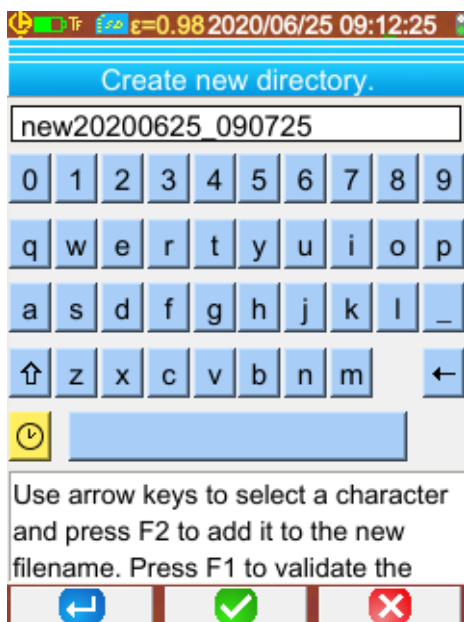 TF SD ε=0.98 2020/06/25 09:12:25
Create new directory.
new20200625_090725
0 1 2 3 4 5 6 7 8 9
q w e r t y u i o p
a s d f g h j k l _
z x c v b n m
Use arrow keys to select a character
and press F2 to add it to the new
filename. Press F1 to validate the